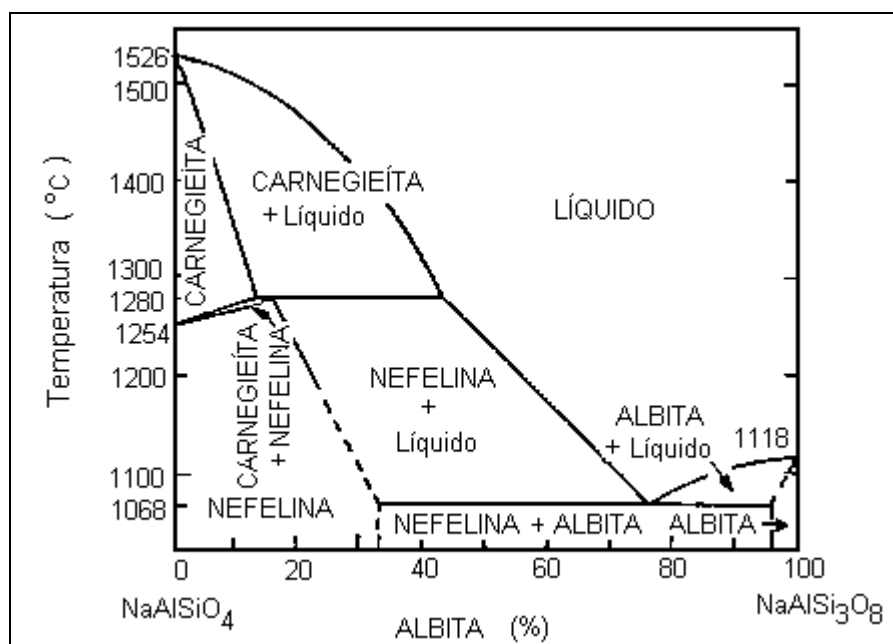 1526
1500
1400
1300
1280
1254
1200
1100
1068
Temperatura (°C)
CARNEGIEÍTA
CARNEGIEÍTA
+ Líquido
LÍQUIDO
CARNEGIEÍTA
+ NEFELINA
NEFELINA
+
Líquido
ALBITA
+ Líquido
1118
NEFELINA
NEFELINA + ALBITA
ALBITA
0
20
40
60
80
100
NaAlSiO4
ALBITA (%)
NaAlSi3O8